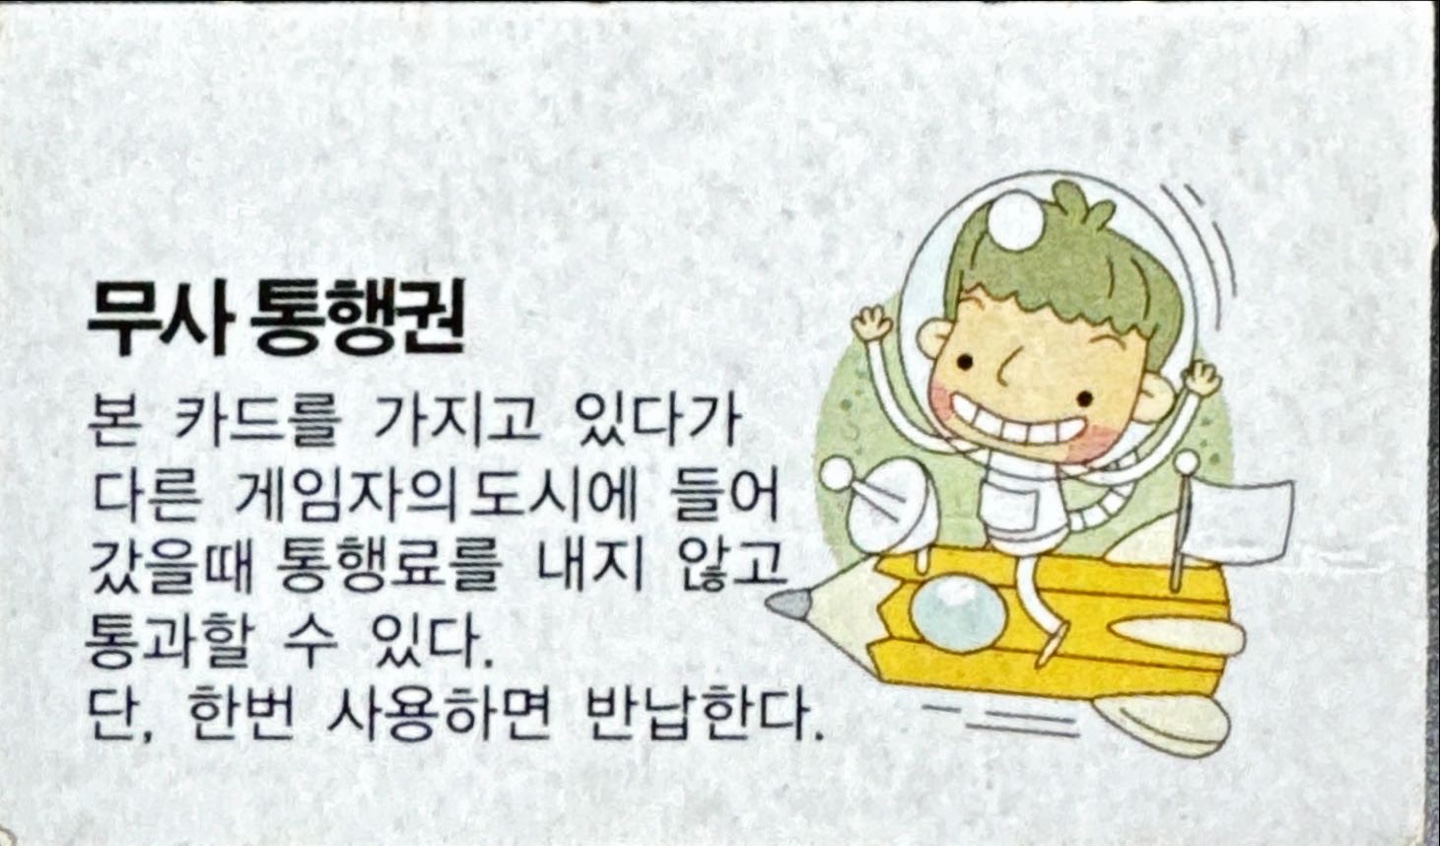 무사 통행권
본 카드를 가지고 있다가
다른 게임자의 도시에 들어
갔을때 통행료를 내지 않고
통과할 수 있다.
단, 한번 사용하면 반납한다.